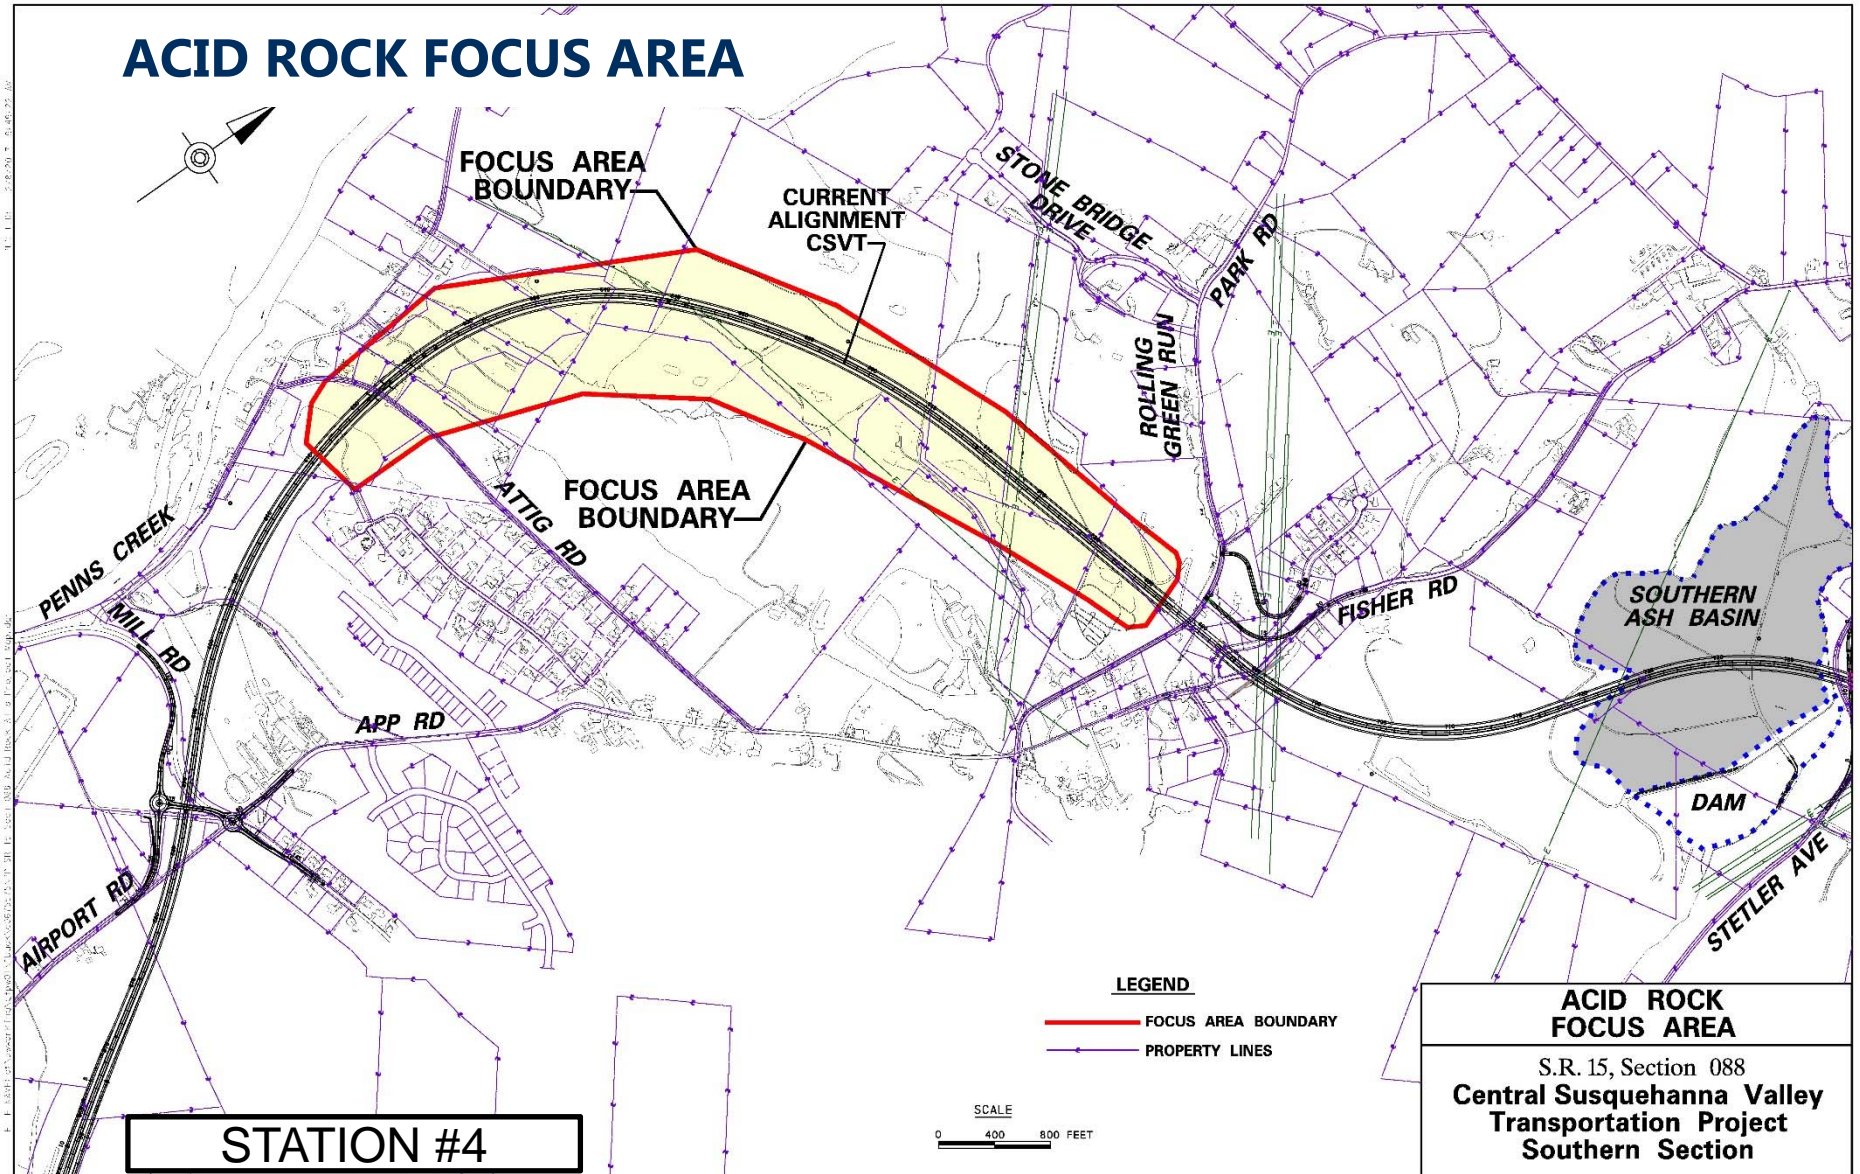 ACID ROCK FOCUS AREA
FOCUS AREA
BOUNDARY
CURRENT
ALIGNMENT
CSVT
STONE BRIDGE
DRIVE
PARK RD
ROLLING
GREEN RUN
FOCUS AREA
BOUNDARY
ATTIG RD
PENNS CREEK
MILL RD
FISHER RD
SOUTHERN
ASH BASIN
APP RD
DAM
STETLER AVE
AIRPORT RD
LEGEND
FOCUS AREA BOUNDARY
PROPERTY LINES
SCALE
0 400 800 FEET
ACID ROCK
FOCUS AREA
S.R. 15, Section 088
Central Susquehanna Valley
Transportation Project
Southern Section
STATION #4